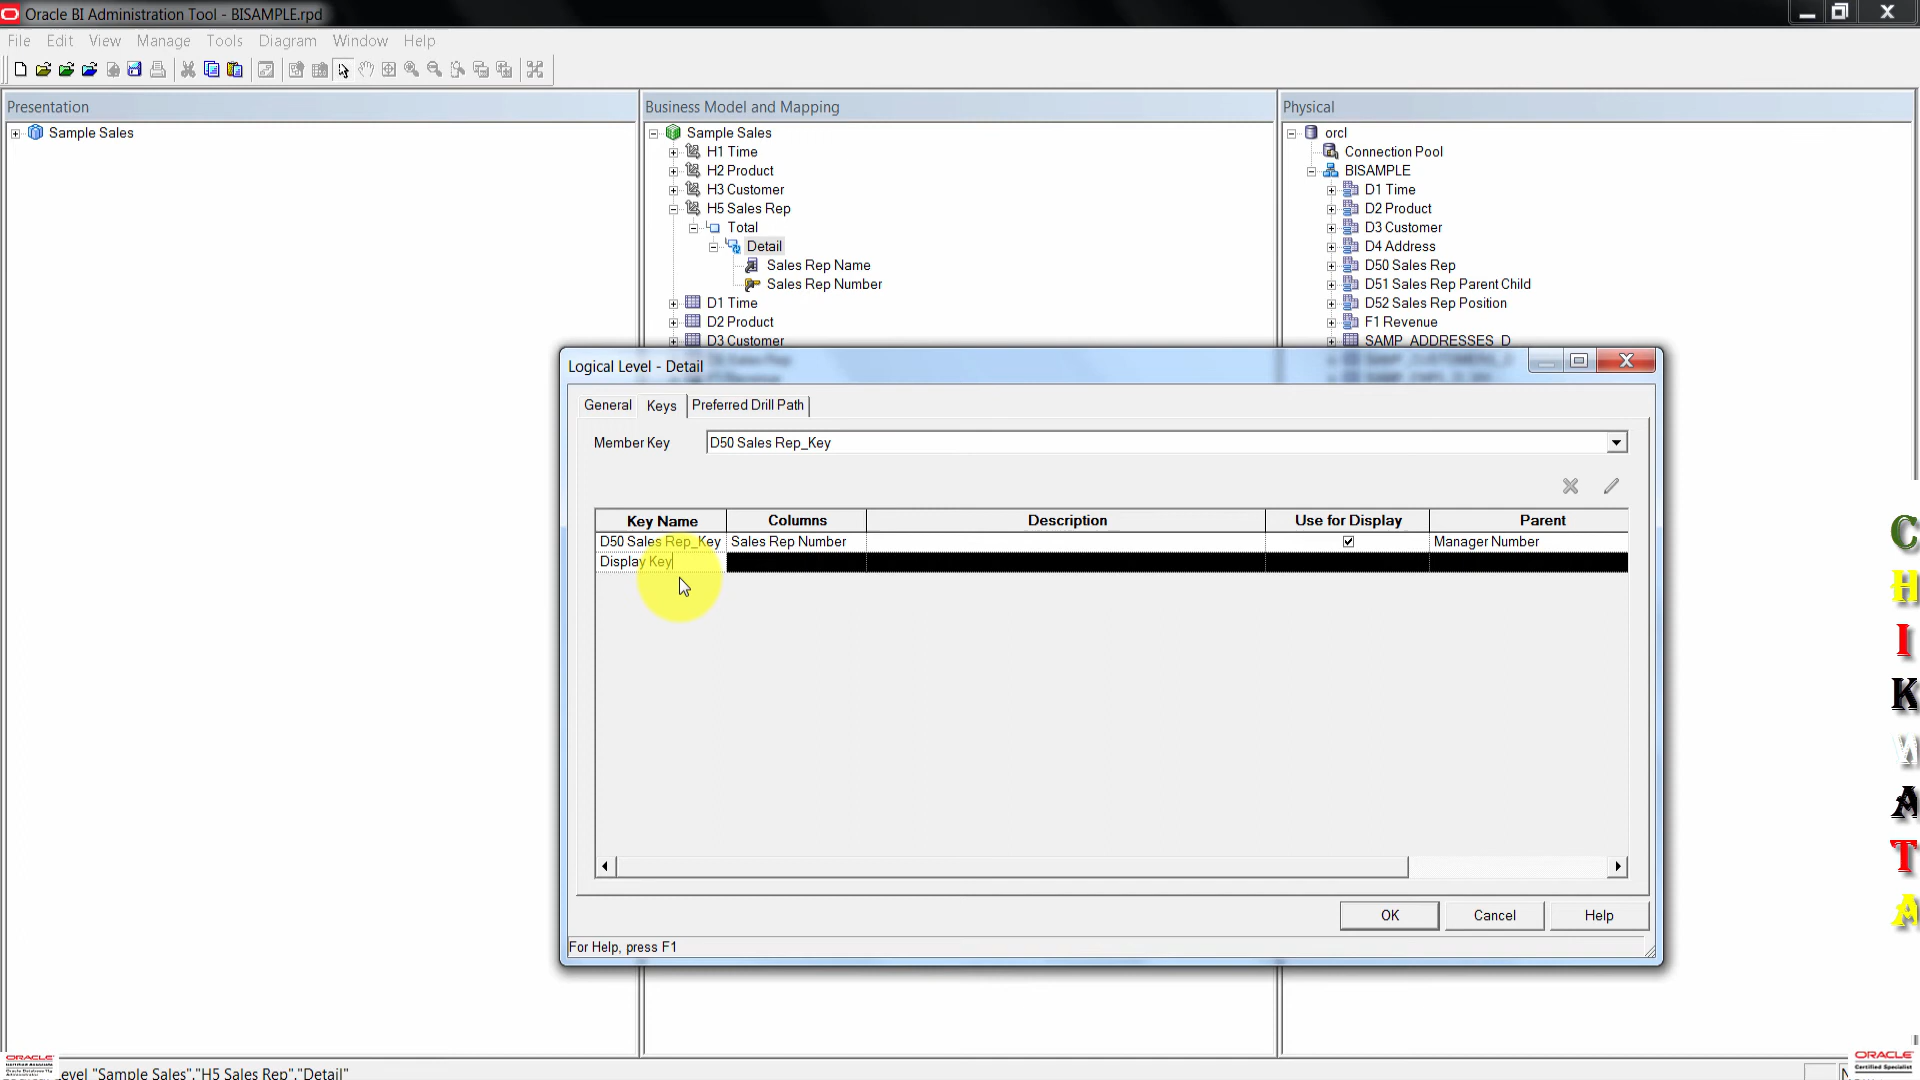 Oracle BI Administration Tool - BISAMPLE.rpd
File Edit View Manage Tools Diagram Window Help
Presentation
Sample Sales
Business Model and Mapping
Sample Sales
H1 Time
H2 Product
H3 Customer
H5 Sales Rep
Total
Detail
Sales Rep Name
Sales Rep Number
D1 Time
D2 Product
D3 Customer
Physical
orcl
Connection Pool
BISAMPLE
D1 Time
D2 Product
D3 Customer
D4 Address
D50 Sales Rep
D51 Sales Rep Parent Child
D52 Sales Rep Position
F1 Revenue
SAMP_ADDRESSES_D
Logical Level - Detail
General Keys Preferred Drill Path
Member Key D50 Sales Rep_Key
Key Name Columns Description Use for Display Parent
D50 Sales Rep_Key Sales Rep Number Manager Number
Display Key
OK Cancel Help
For Help, press F1
CHIKWATA
ORACLE
evel "Sample Sales"."H5 Sales Rep"."Detail"
ORACLE
Certified Specialist